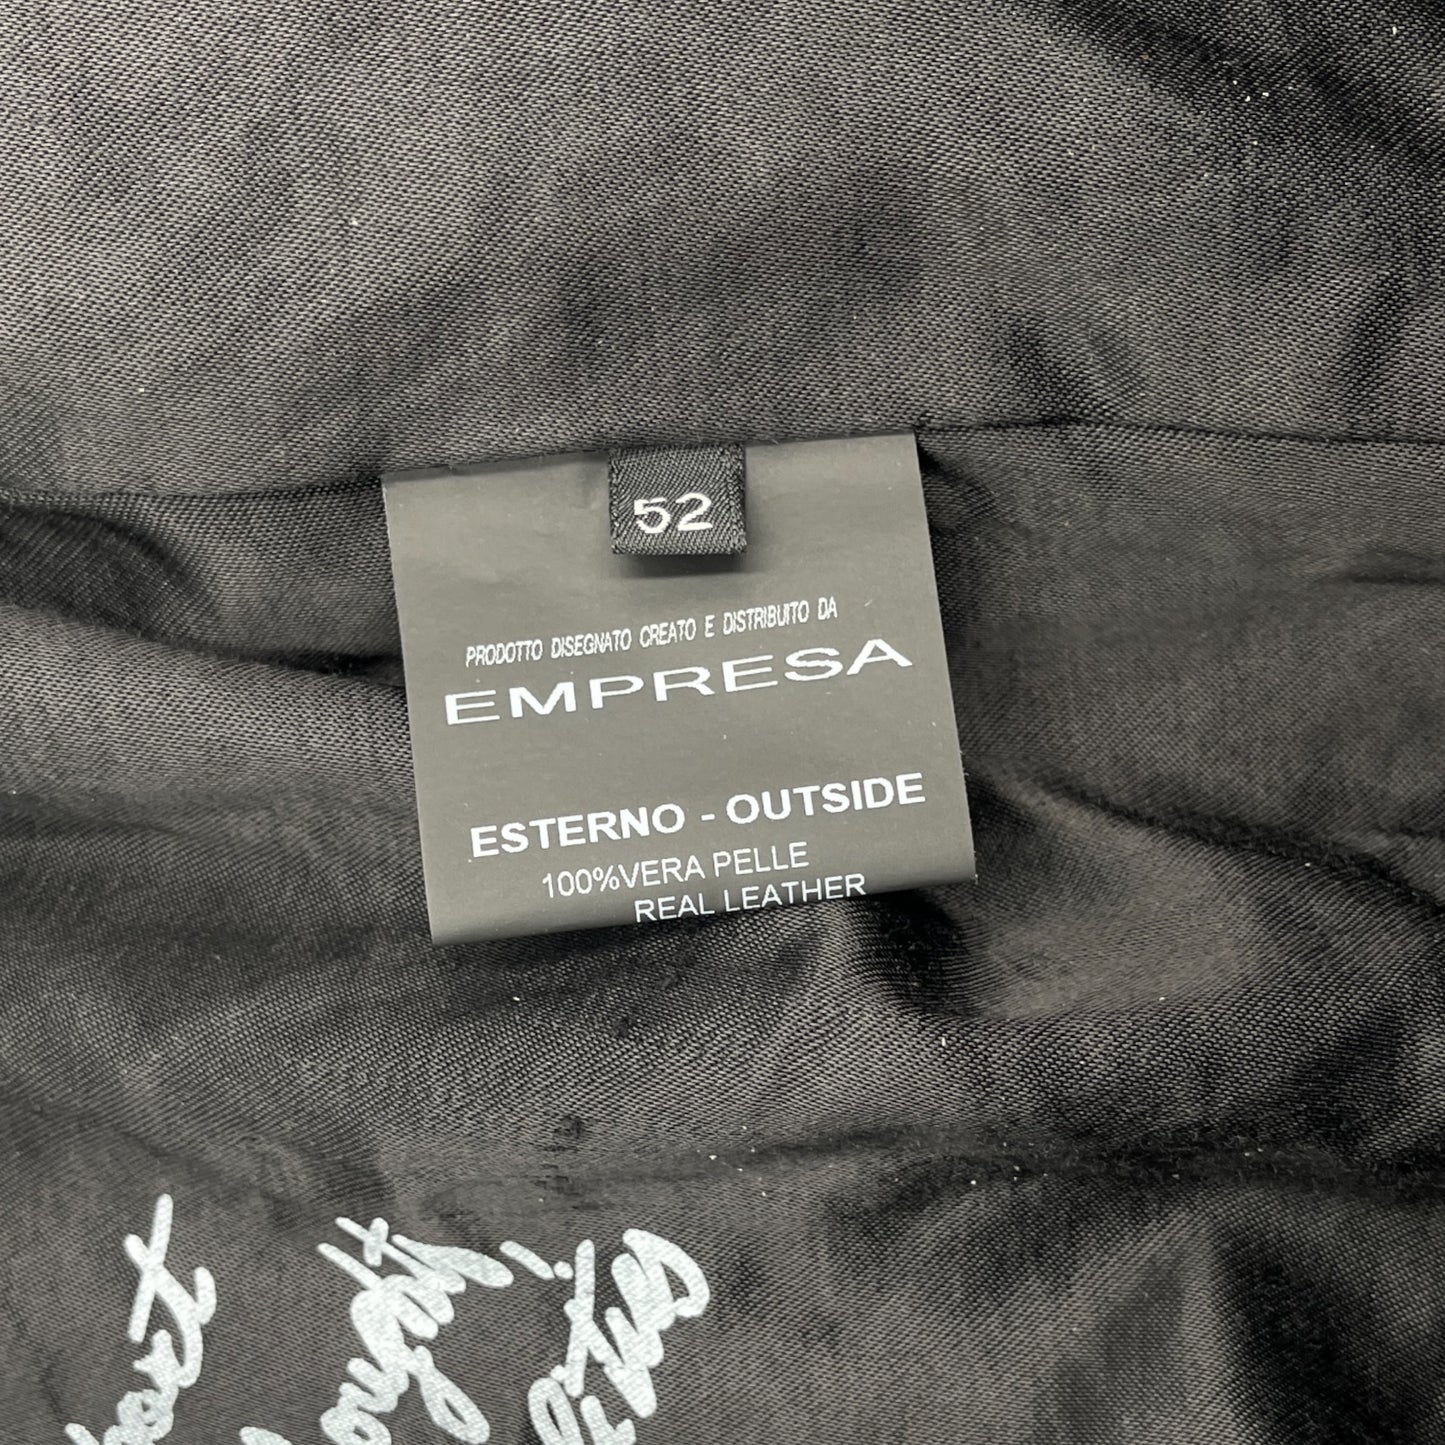 52
PRODOTTO DISEGNATO CREATO E DISTRIBUITO DA
EMPRESA
ESTERNO - OUTSIDE
100%VERA PELLE
REAL LEATHER